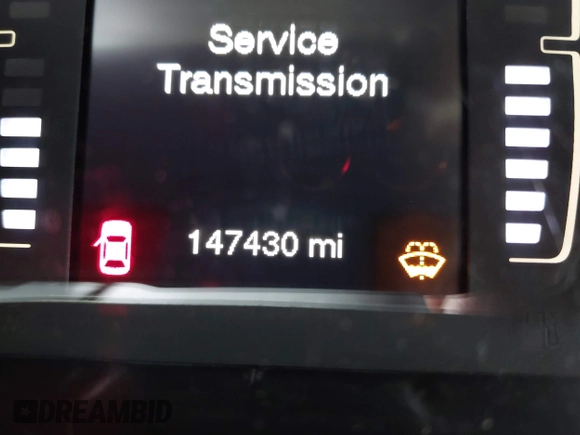 Service
Transmission
147430 mi
DREAMBID